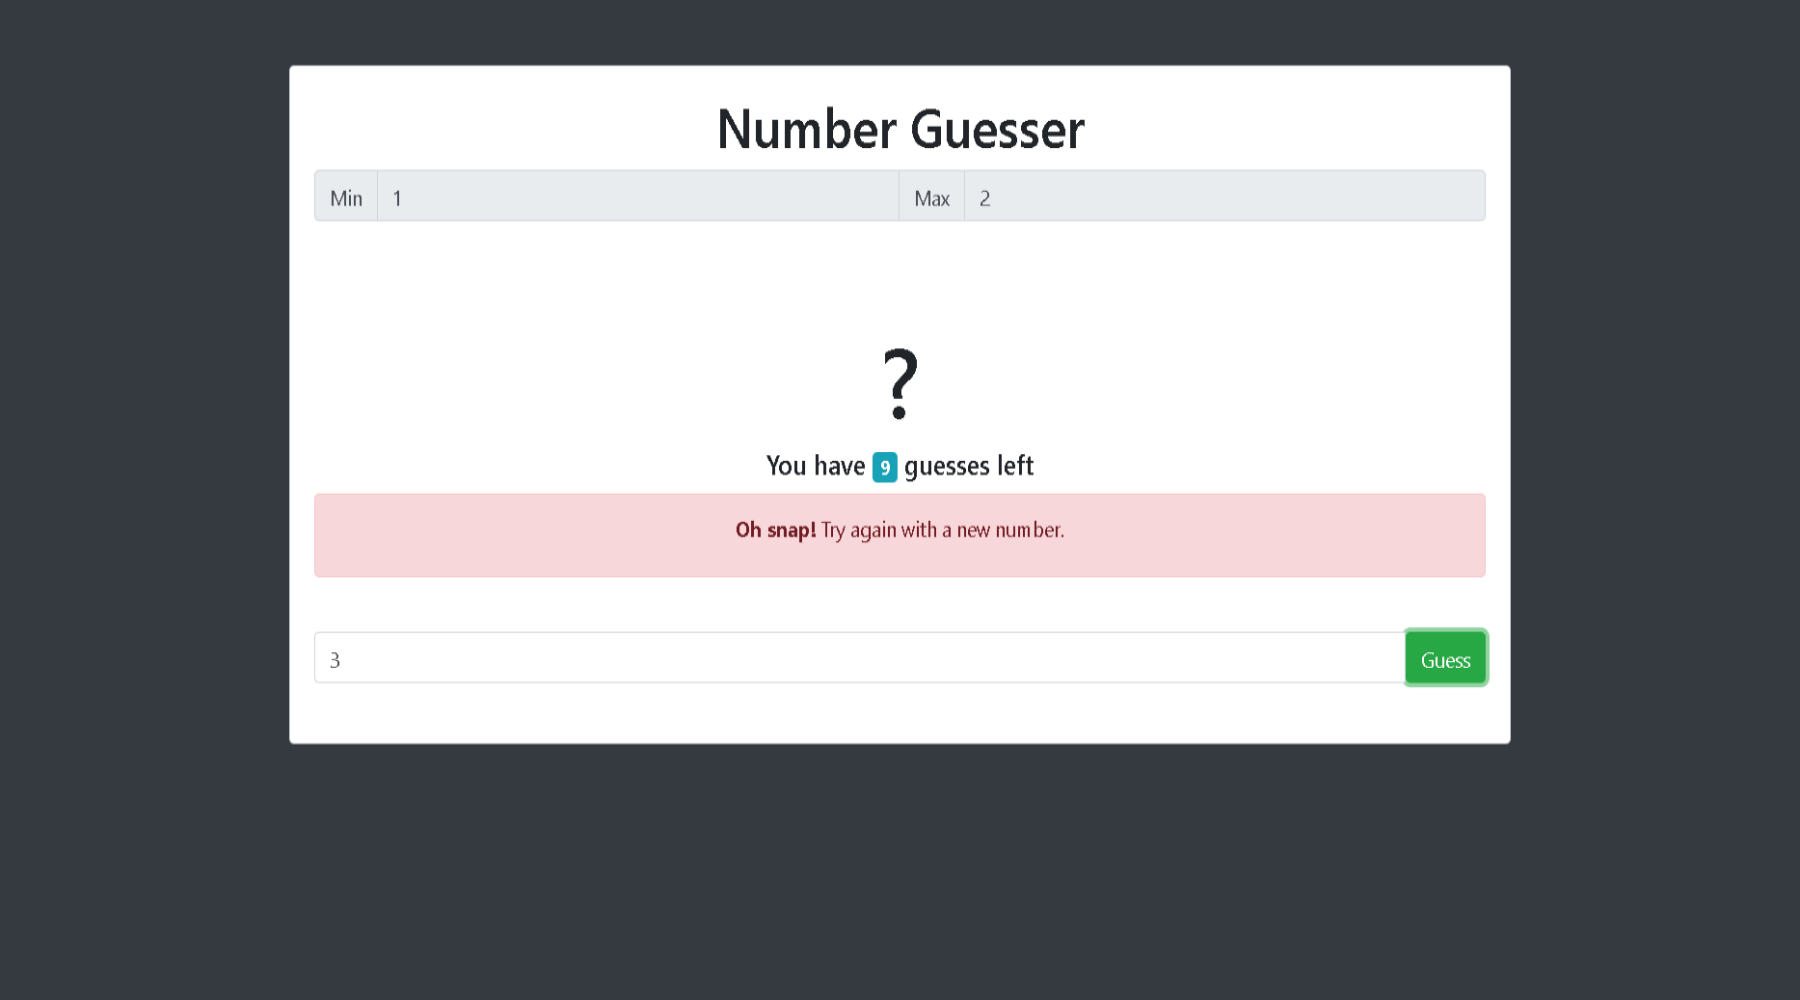 Number Guesser
Min 1 Max 2
?
You have 9 guesses left
Oh snap! Try again with a new number.
3 Guess